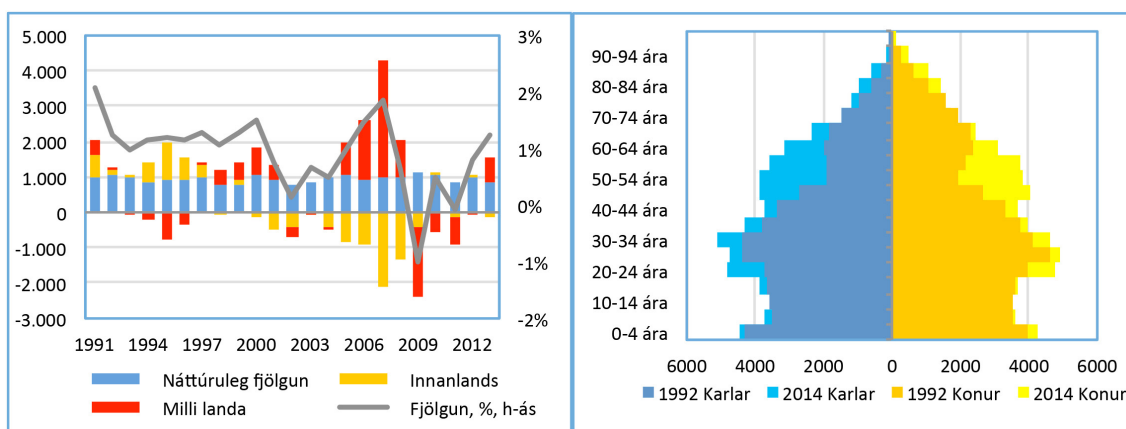 5.000
4.000
3.000
2.000
1.000
0
-1.000
-2.000
-3.000
3%
2%
1%
0%
-1%
-2%
1991 1994 1997 2000 2003 2006 2009 2012
Náttúruleg fjölgun Innanlands
Milli landa Fjölgun, %, h-ás
90-94 ára
80-84 ára
70-74 ára
60-64 ára
50-54 ára
40-44 ára
30-34 ára
20-24 ára
10-14 ára
0-4 ára
6000 4000 2000 0 2000 4000 6000
1992 Karlar 2014 Karlar 1992 Konur 2014 Konur